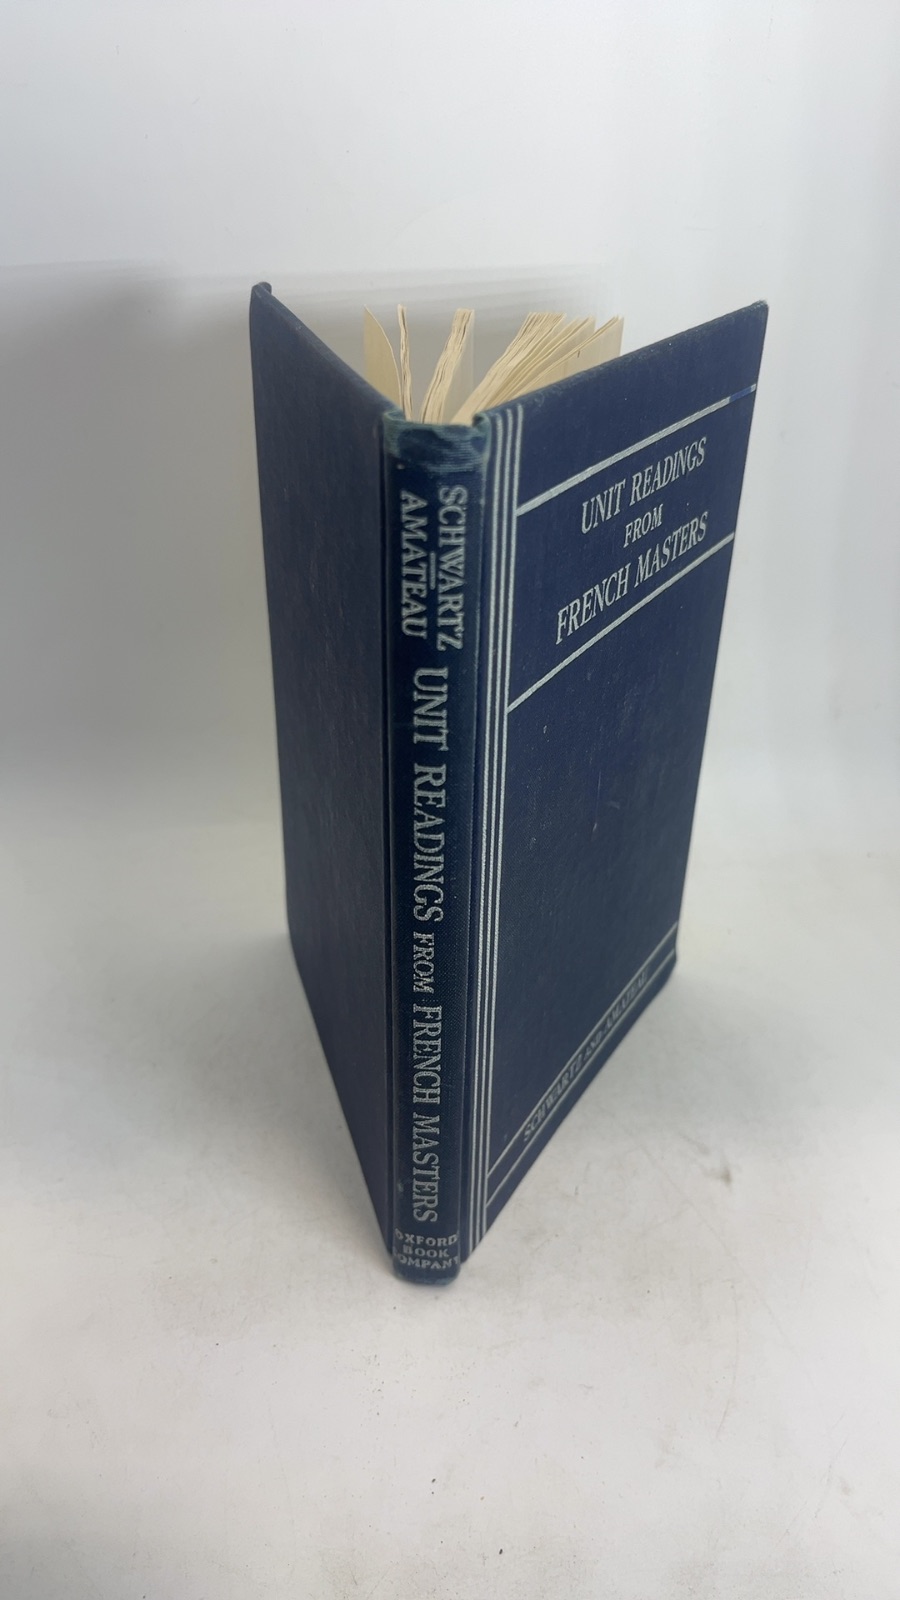 SCHWARTZ
AMATEAU
UNIT READINGS FROM FRENCH MASTERS
OXFORD
BOOK
COMPANY
UNIT READINGS
FROM
FRENCH MASTERS
SCHWARTZ AND AMATEAU